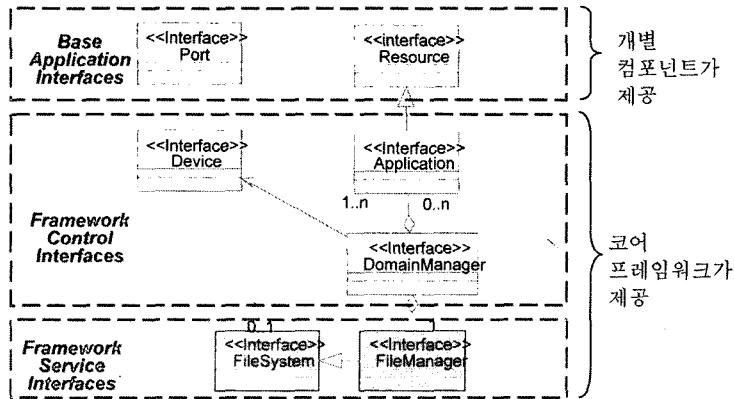 Base
Application
Interfaces
<<Interface>>
Port
<<interface>>
Resource
개별
컴포넌트가
제공
<<Interface>>
Device
<<Interface>>
Application
1..n
0..n
Framework
Control
Interfaces
<<Interface>>
DomainManager
코어
프레임워크가
제공
Framework
Service
Interfaces
0..1
1
<<Interface>>
FileSystem
<<Interface>>
FileManager